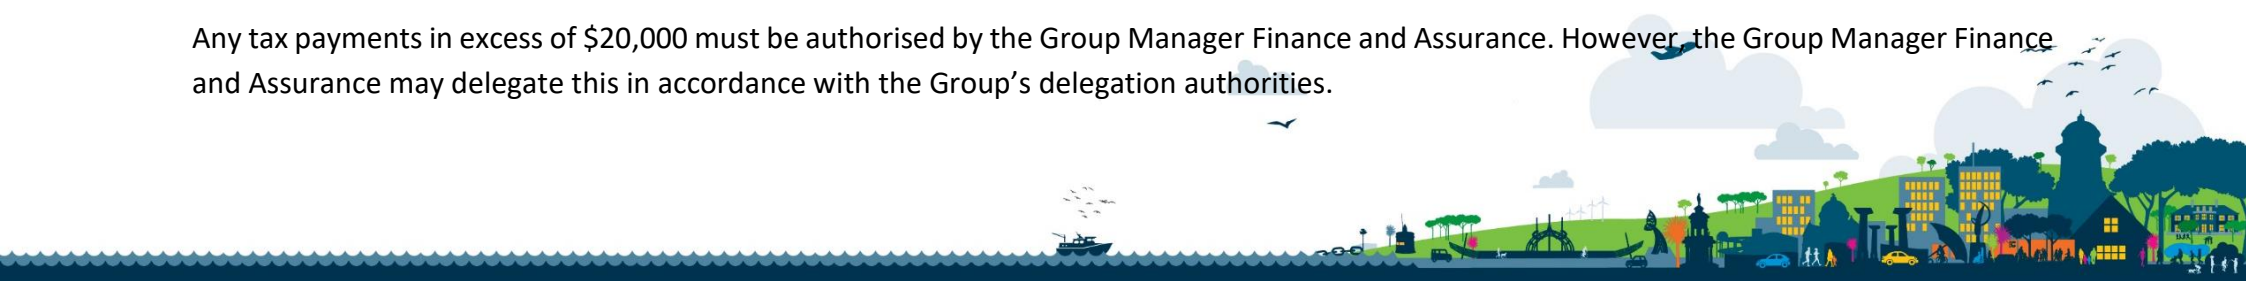 Any tax payments in excess of $20,000 must be authorised by the Group Manager Finance and Assurance. However, the Group Manager Finance
and Assurance may delegate this in accordance with the Group’s delegation authorities.